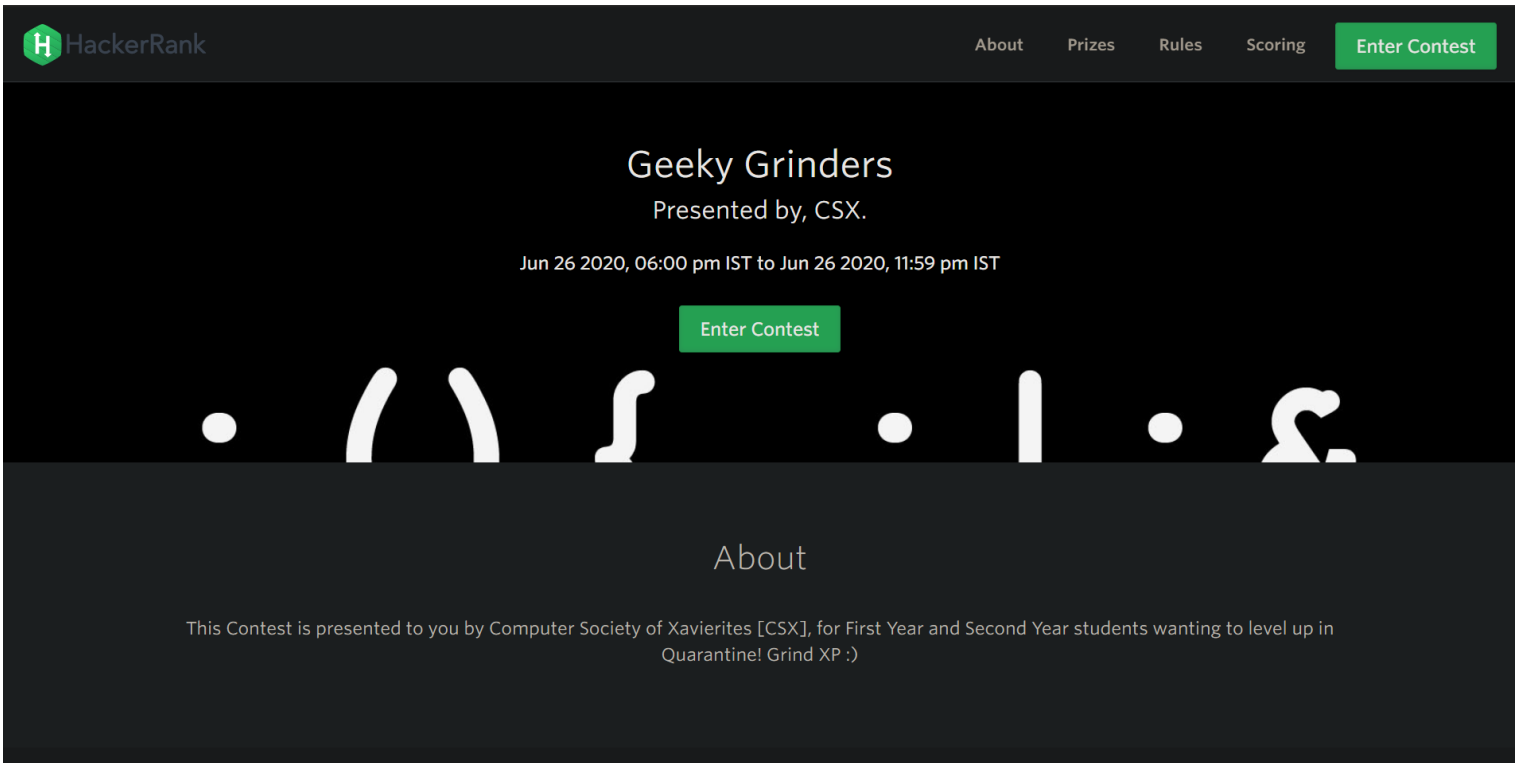 HackerRank
About
Prizes
Rules
Scoring
Enter Contest
Geeky Grinders
Presented by, CSX.
Jun 26 2020, 06:00 pm IST to Jun 26 2020, 11:59 pm IST
Enter Contest
About
This Contest is presented to you by Computer Society of Xavierites [CSX], for First Year and Second Year students wanting to level up in
Quarantine! Grind XP :)